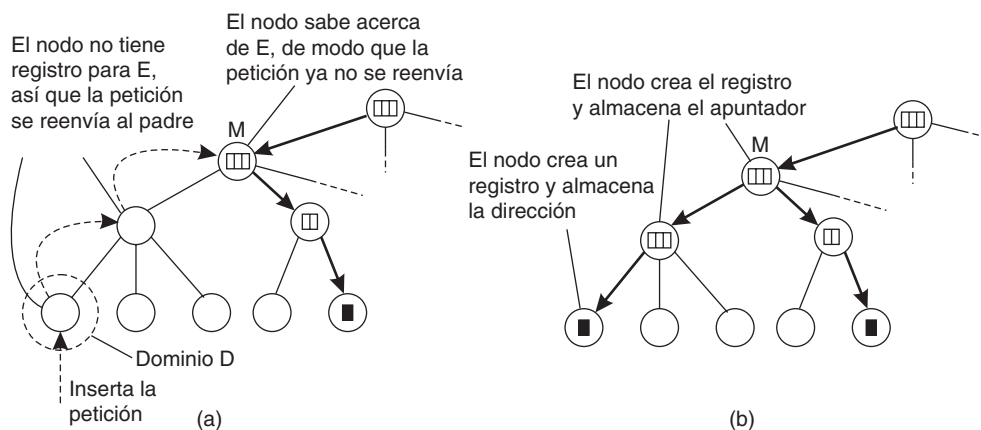 El nodo no tiene
registro para E,
así que la petición
se reenvía al padre
El nodo sabe acerca
de E, de modo que la
petición ya no se reenvía
M
Dominio D
Inserta la
petición
(a)
El nodo crea el registro
y almacena el apuntador
M
El nodo crea un
registro y almacena
la dirección
(b)